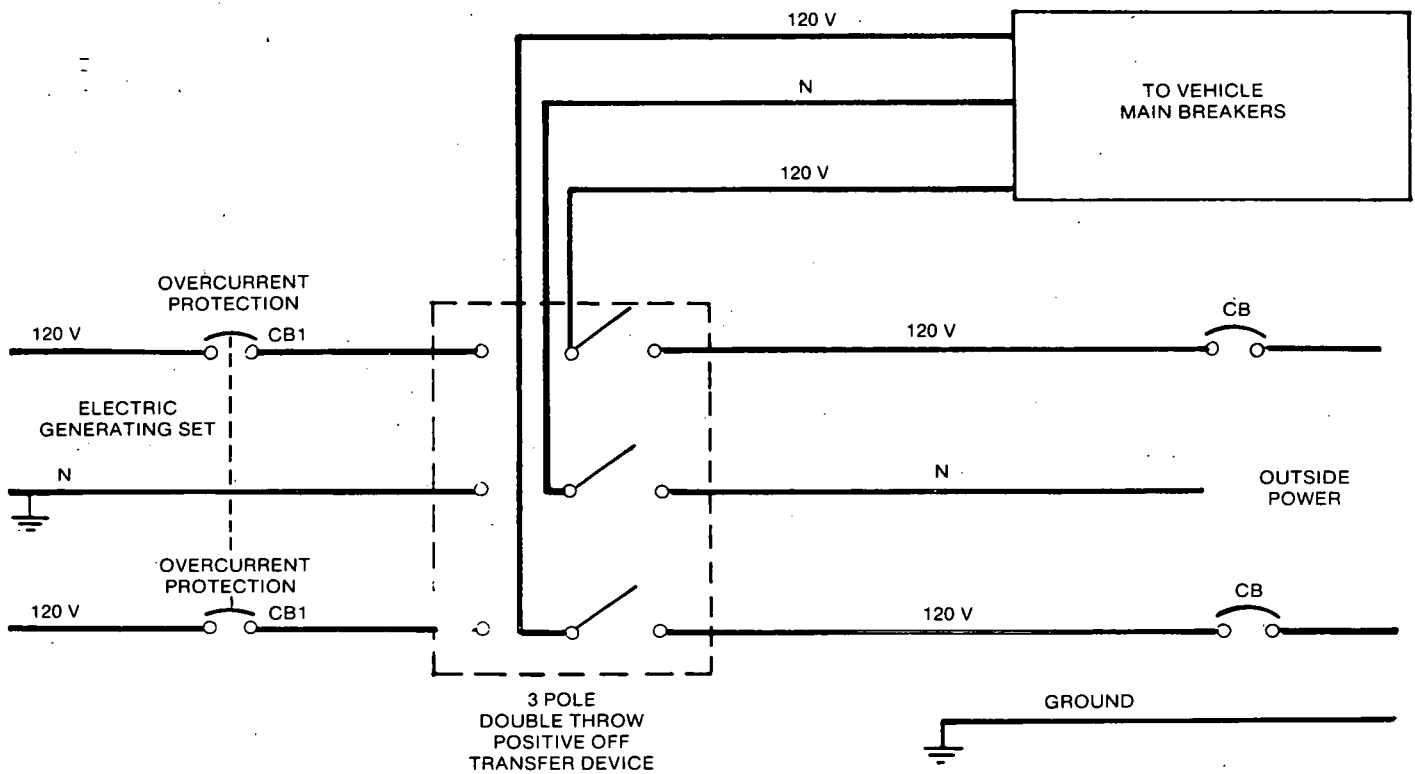 120 V
N
TO VEHICLE
MAIN BREAKERS
120 V
OVERCURRENT
PROTECTION
120 V
CB1
120 V
CB
ELECTRIC
GENERATING SET
N
N
OUTSIDE
POWER
OVERCURRENT
PROTECTION
120 V
CB1
120 V
CB
3 POLE
DOUBLE THROW
POSITIVE OFF
TRANSFER DEVICE
GROUND